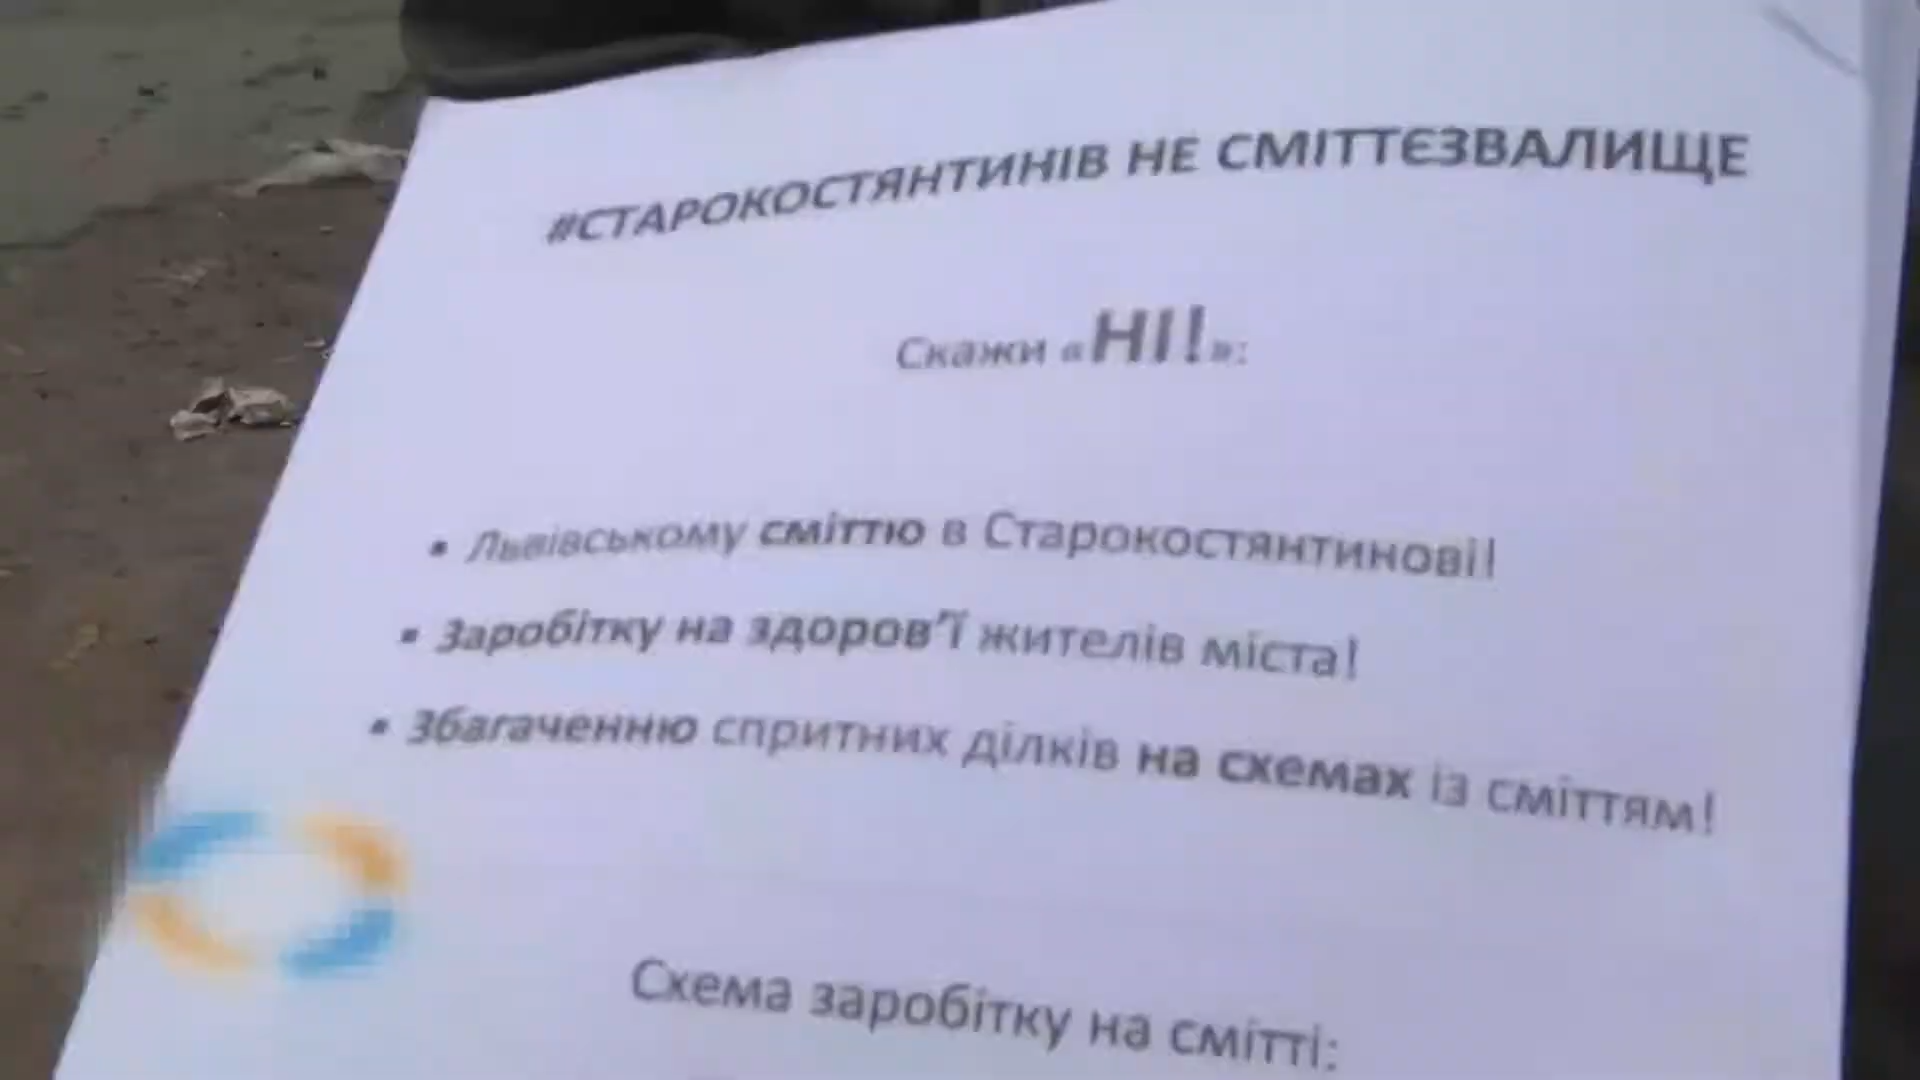 #СТАРОКОСТЯНТИНІВ НЕ СМІТТЄЗВАЛИЩЕ
Скажи «НІ!»:
▪ Львівському сміттю в Старокостянтинові!
▪ Заробітку на здоров’ї жителів міста!
▪ Збагаченню спритних ділків на схемах із сміттям!
Схема заробітку на смітті: